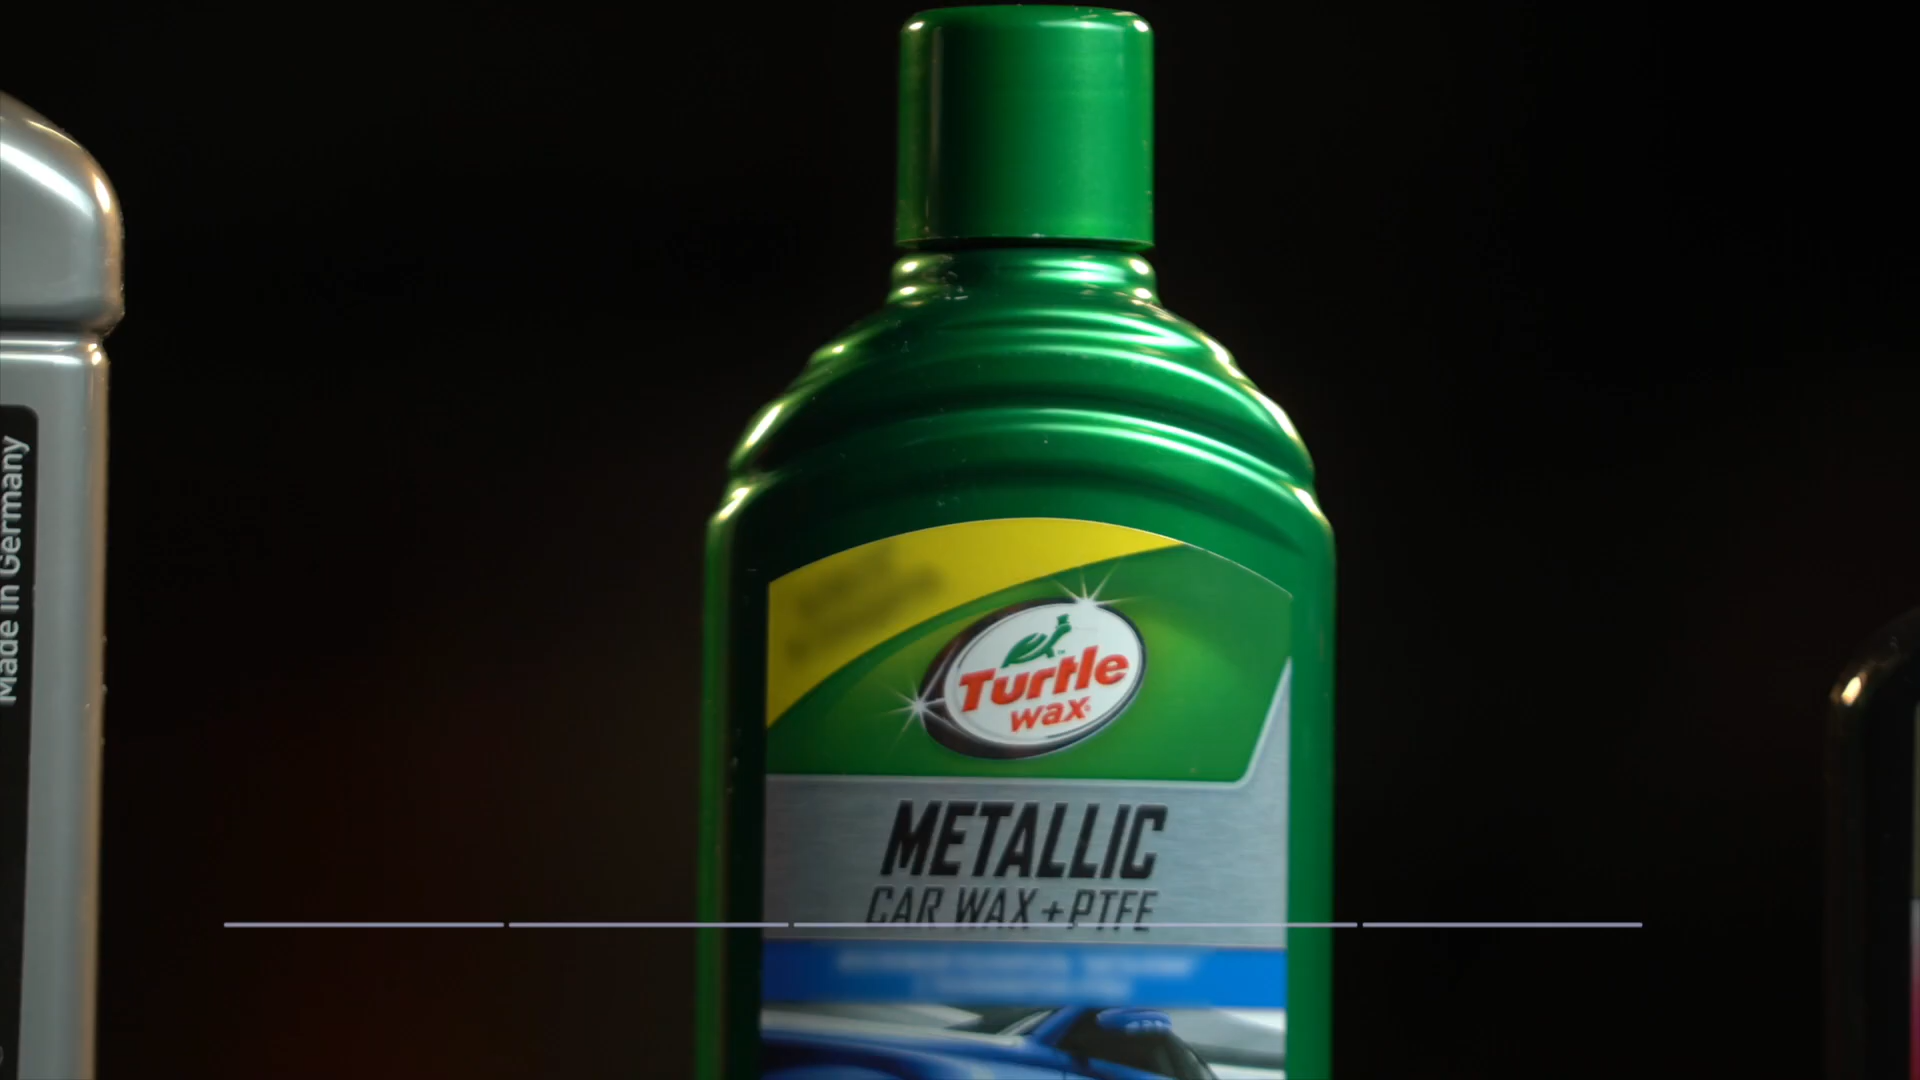 Made in Germany
Turtle
wax
METALLIC
CAR WAX + PTFE